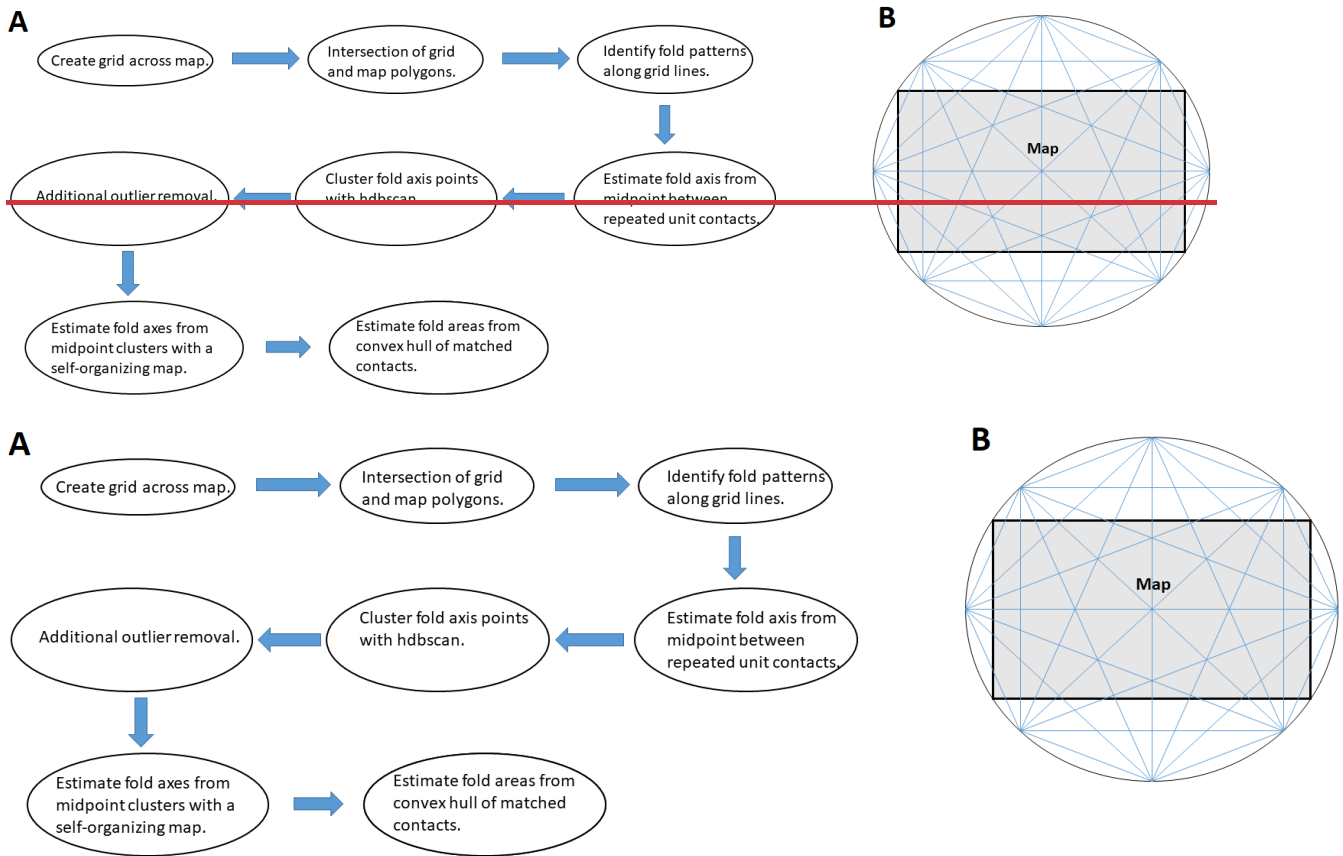 A
Create grid across map.
Intersection of grid
and map polygons.
Identify fold patterns
along grid lines.
Additional outlier removal.
Cluster fold axis points
with hdbscan.
Estimate fold axis from
midpoint between
repeated unit contacts.
Estimate fold axes from
midpoint clusters with a
self-organizing map.
Estimate fold areas from
convex hull of matched
contacts.
B
Map
A
Create grid across map.
Intersection of grid
and map polygons.
Identify fold patterns
along grid lines.
Additional outlier removal.
Cluster fold axis points
with hdbscan.
Estimate fold axis from
midpoint between
repeated unit contacts.
Estimate fold axes from
midpoint clusters with a
self-organizing map.
Estimate fold areas from
convex hull of matched
contacts.
B
Map